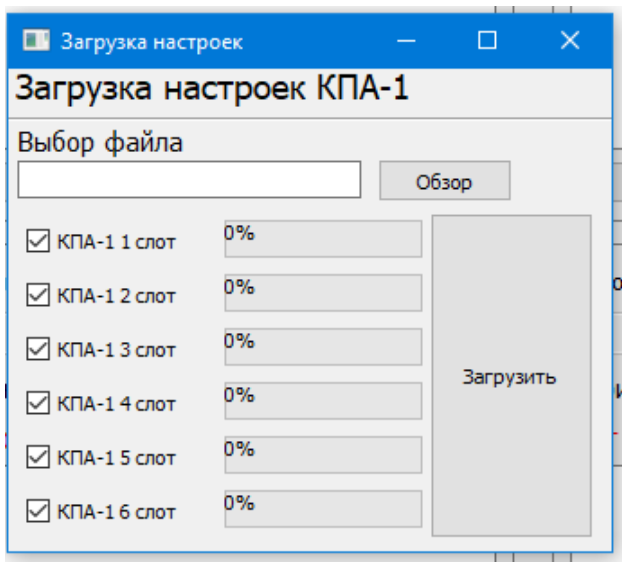 Загрузка настроек
Загрузка настроек КПА-1
Выбор файла
Обзор
КПА-1 1 слот 0%
КПА-1 2 слот 0%
КПА-1 3 слот 0%
КПА-1 4 слот 0%
КПА-1 5 слот 0%
КПА-1 6 слот 0%
Загрузить